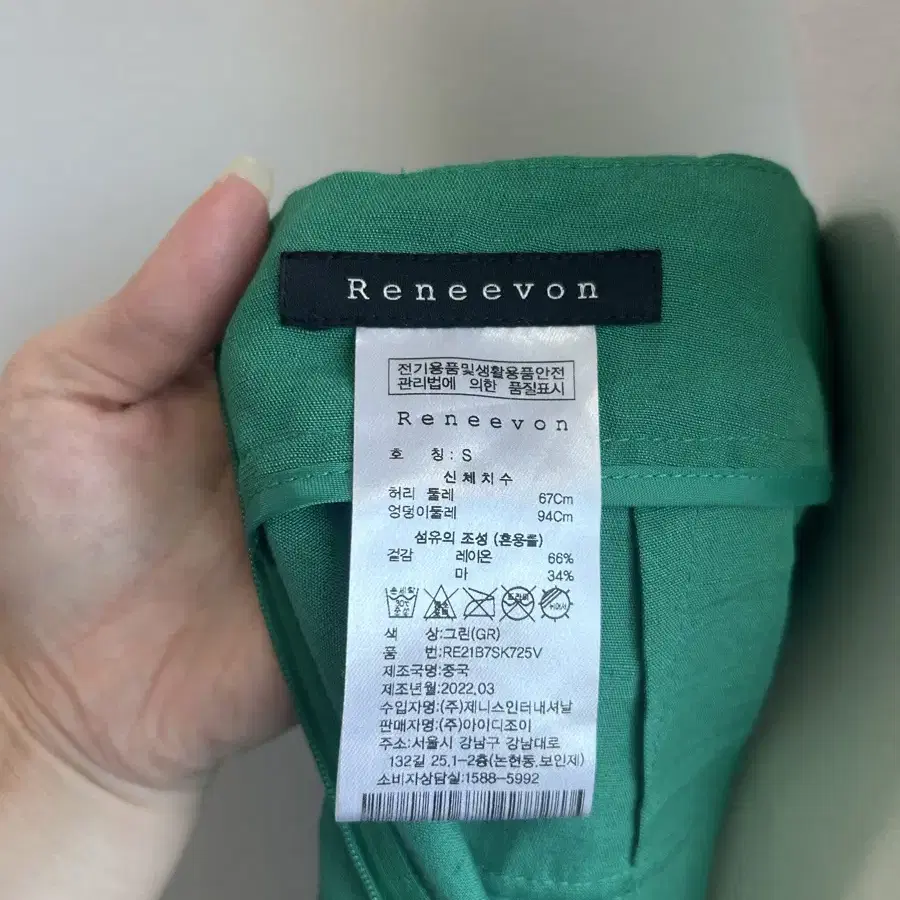 Reneevon
전기용품및생활용품안전
관리법에 의한 품질표시
Reneevon
호 칭 : S
신체치수
허리 둘레 67Cm
엉덩이둘레 94Cm
섬유의 조성 (혼용률)
겉감 레이온 66%
마 34%
색 상:그린(GR)
품 번:RE21B7SK725V
제조국명:중국
제조년월:2022.03
수입자명:(주)제니스인터내셔날
판매자명:(주)아이디조이
주소:서울시 강남구 강남대로
132길 25,1-2층(논현동,보인제)
소비자상담실:1588-5992